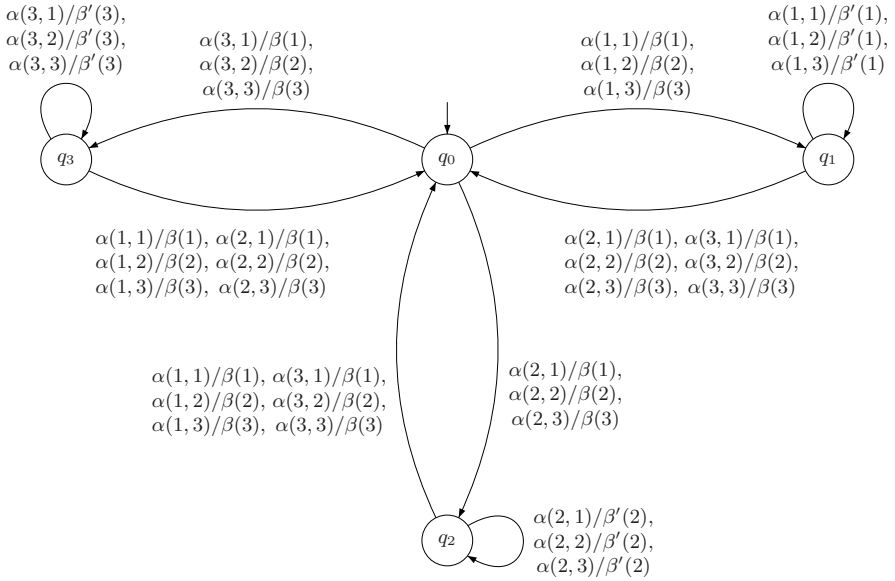 α(3, 1)/β′(3),
α(3, 2)/β′(3),
α(3, 3)/β′(3)
α(3, 1)/β(1),
α(3, 2)/β(2),
α(3, 3)/β(3)
α(1, 1)/β(1),
α(1, 2)/β(2),
α(1, 3)/β(3)
α(1, 1)/β′(1),
α(1, 2)/β′(1),
α(1, 3)/β′(1)
q₃
q₀
q₁
α(1, 1)/β(1), α(2, 1)/β(1),
α(1, 2)/β(2), α(2, 2)/β(2),
α(1, 3)/β(3), α(2, 3)/β(3)
α(2, 1)/β(1), α(3, 1)/β(1),
α(2, 2)/β(2), α(3, 2)/β(2),
α(2, 3)/β(3), α(3, 3)/β(3)
α(1, 1)/β(1), α(3, 1)/β(1),
α(1, 2)/β(2), α(3, 2)/β(2),
α(1, 3)/β(3), α(3, 3)/β(3)
α(2, 1)/β(1),
α(2, 2)/β(2),
α(2, 3)/β(3)
q₂
α(2, 1)/β′(2),
α(2, 2)/β′(2),
α(2, 3)/β′(2)